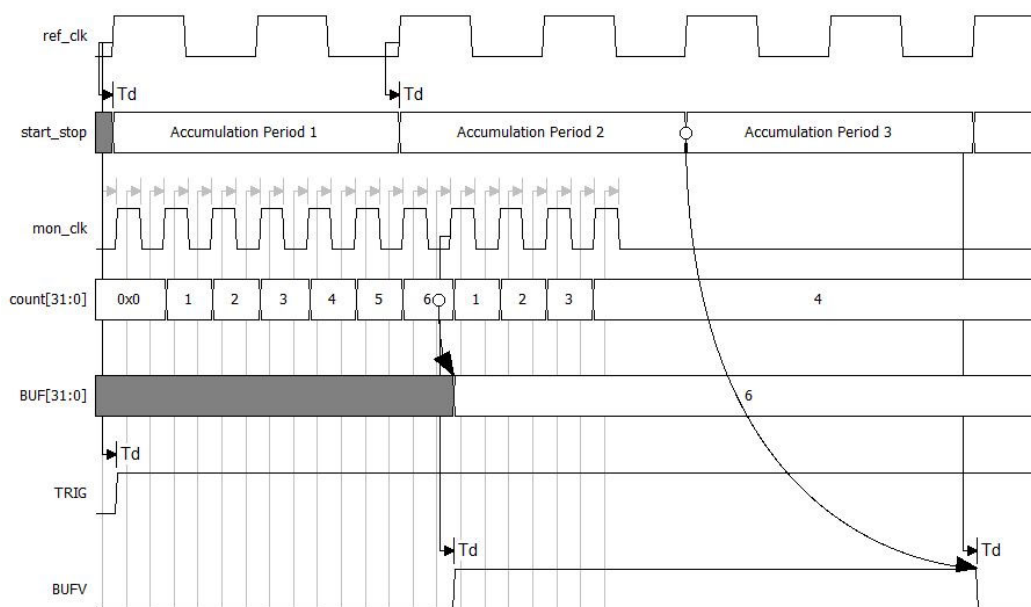 ref_clk
Td Td
start_stop Accumulation Period 1 Accumulation Period 2 Accumulation Period 3
mon_clk
count[31:0] 0x0 1 2 3 4 5 6 1 2 3 4
BUF[31:0] 6
Td
TRIG
Td Td
BUFV